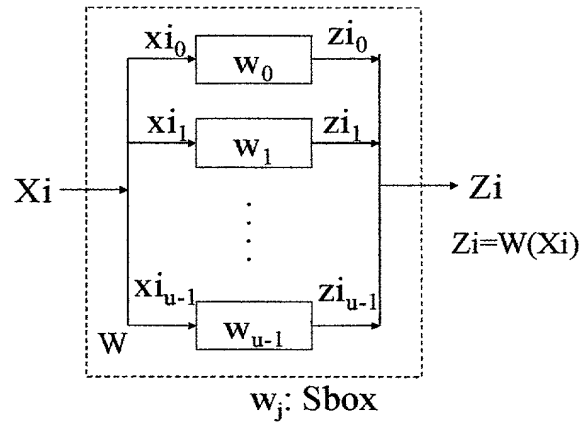 xi₀ w₀ zi₀
xi₁ w₁ zi₁
Xi Zi
Zi=W(Xi)
xiᵤ₋₁ wᵤ₋₁ ziᵤ₋₁
W
wⱼ: Sbox